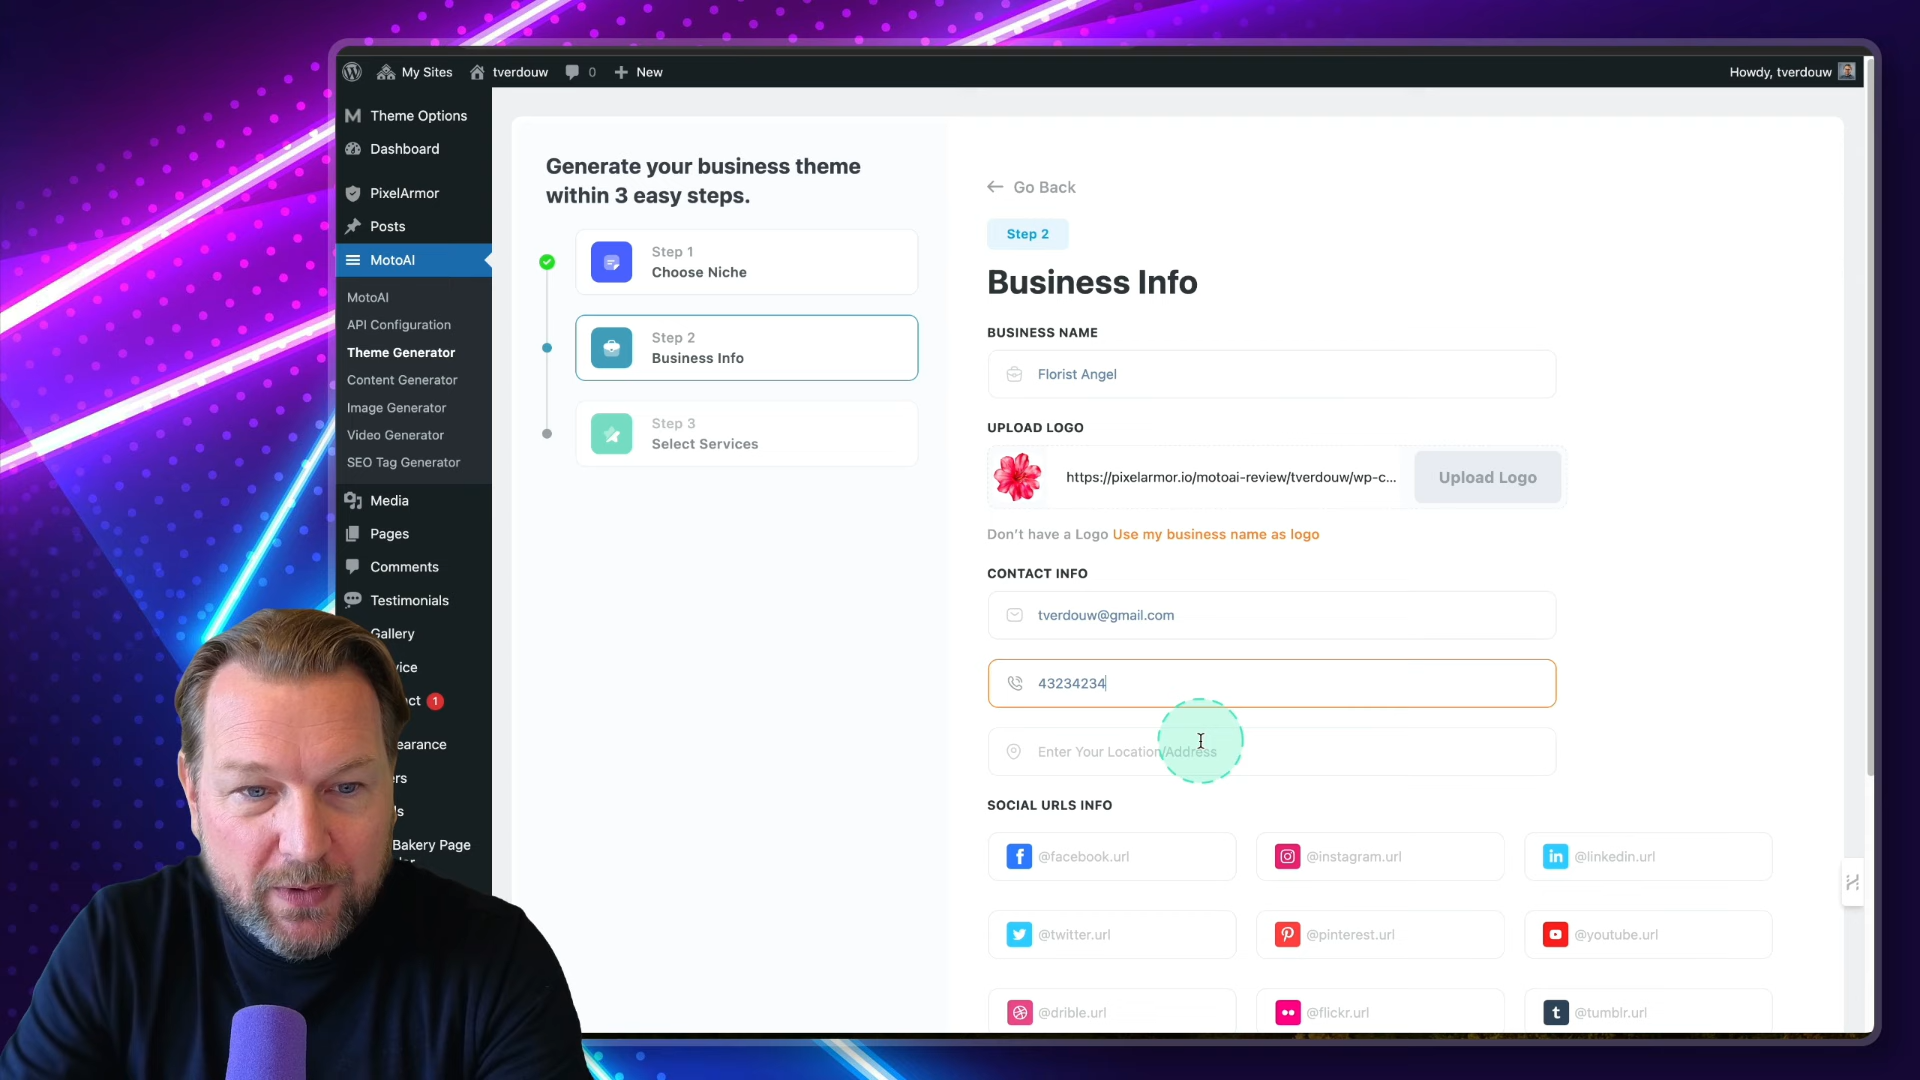 My Sites
tverdouw
0
New
Howdy, tverdouw
Theme Options
Dashboard
PixelArmor
Posts
MotoAI
MotoAI
API Configuration
Theme Generator
Content Generator
Image Generator
Video Generator
SEO Tag Generator
Media
Pages
Comments
Testimonials
Gallery
vice
ct 1
earance
ers
ls
Bakery Page
Generate your business theme
within 3 easy steps.
Step 1
Choose Niche
Step 2
Business Info
Step 3
Select Services
Go Back
Step 2
Business Info
BUSINESS NAME
Florist Angel
UPLOAD LOGO
https://pixelarmor.io/motoai-review/tverdouw/wp-c...
Upload Logo
Don't have a Logo Use my business name as logo
CONTACT INFO
tverdouw@gmail.com
43234234
Enter Your Location/Address
SOCIAL URLS INFO
@facebook.url
@instagram.url
@linkedin.url
@twitter.url
@pinterest.url
@youtube.url
@drible.url
@flickr.url
@tumblr.url